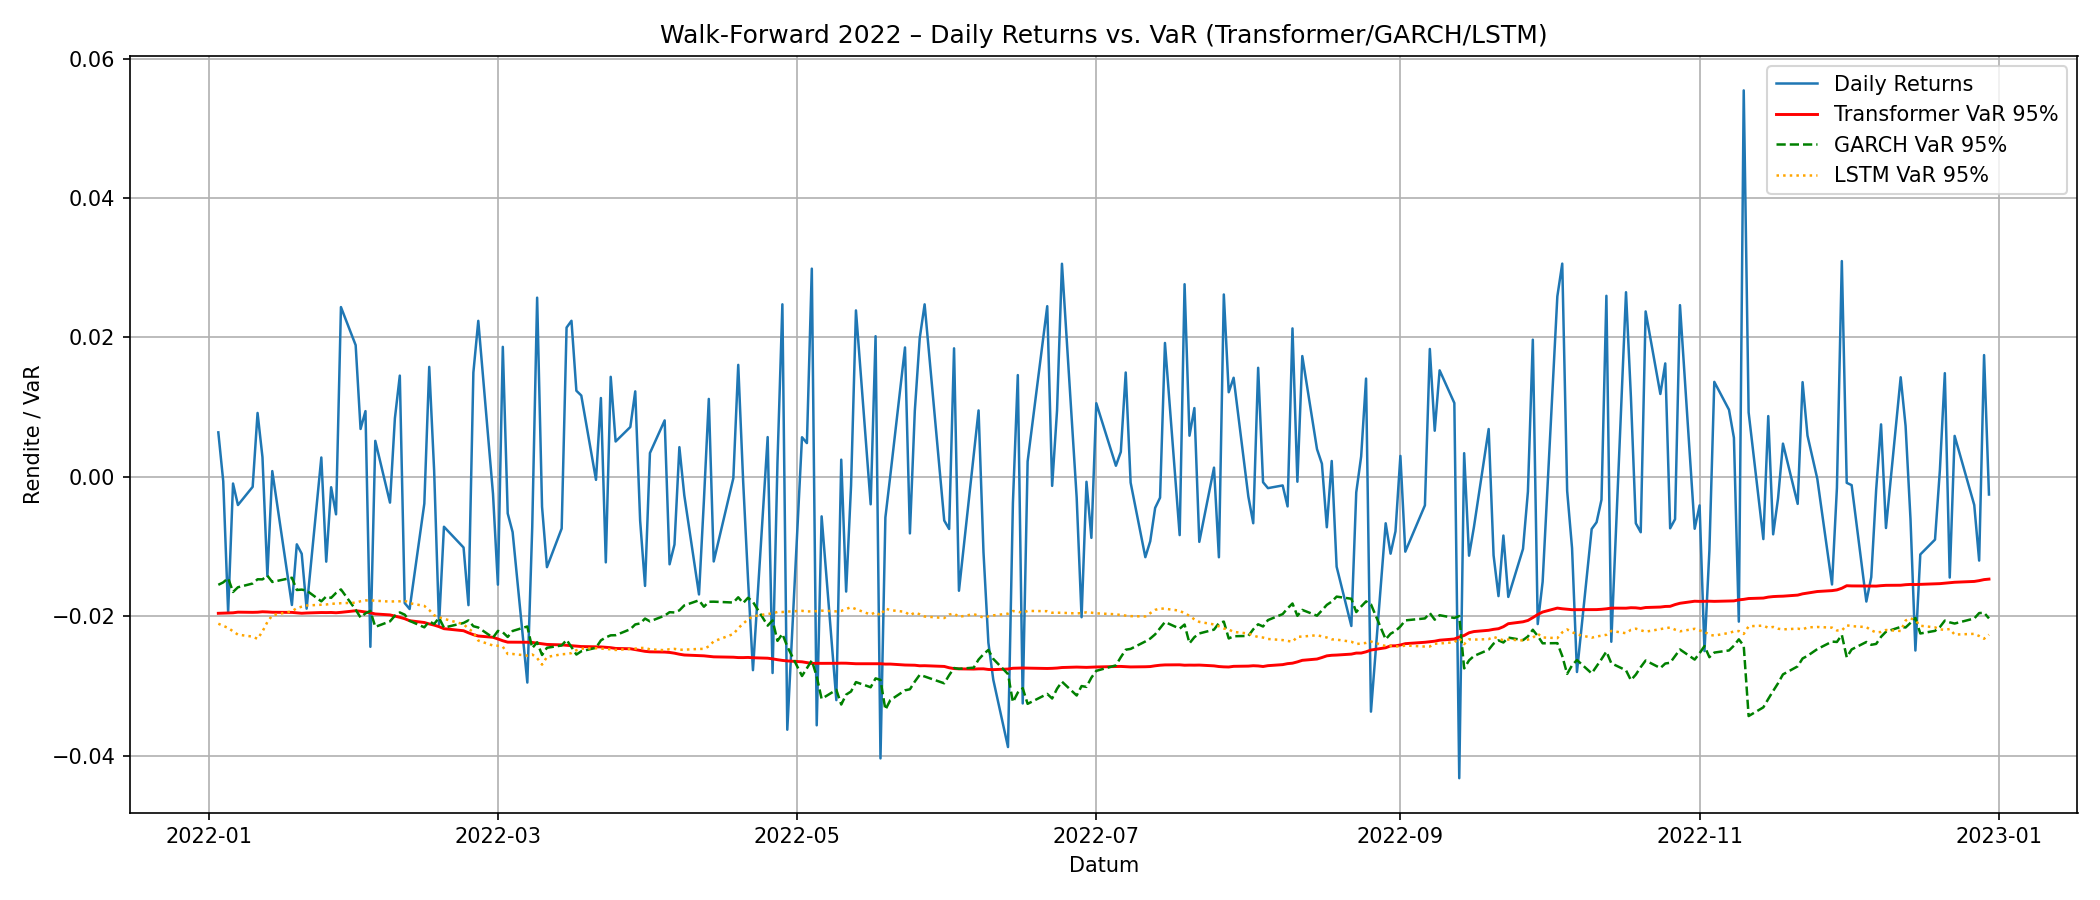 Walk-Forward 2022 – Daily Returns vs. VaR (Transformer/GARCH/LSTM)
Daily Returns
Transformer VaR 95%
GARCH VaR 95%
LSTM VaR 95%
Rendite / VaR
0.06
0.04
0.02
0.00
−0.02
−0.04
2022-01
2022-03
2022-05
2022-07
2022-09
2022-11
2023-01
Datum